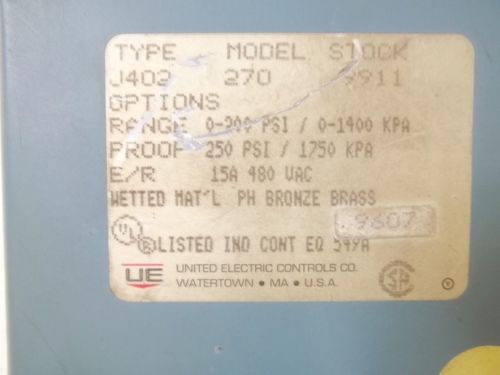 TYPE MODEL STOCK
J402 270 9911
OPTIONS
RANGE 0-200 PSI / 0-1400 KPA
PROOF 250 PSI / 1750 KPA
E/R 15A 480 VAC
WETTED MAT'L PH BRONZE BRASS
9607
UL ® LISTED IND CONT EQ 549A
UE UNITED ELECTRIC CONTROLS CO.
WATERTOWN • MA • U.S.A.